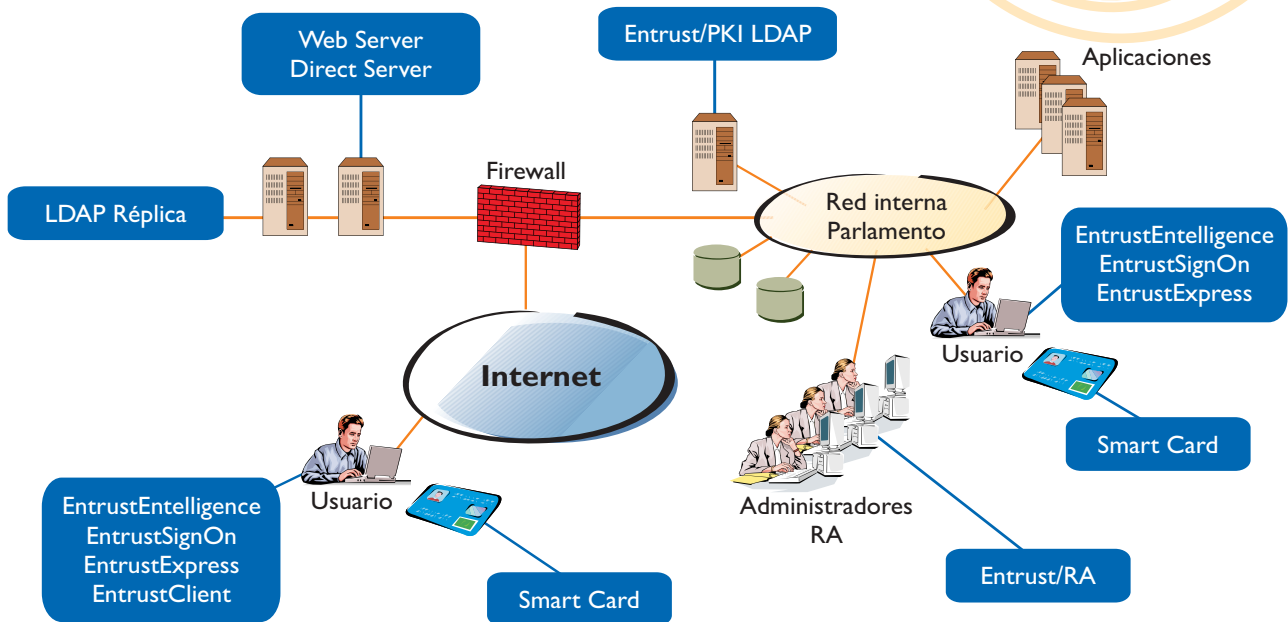 Web Server
Direct Server
Entrust/PKI LDAP
Aplicaciones
Firewall
LDAP Réplica
Red interna
Parlamento
EntrustEntelligence
EntrustSignOn
EntrustExpress
Usuario
Internet
Smart Card
Usuario
Administradores
RA
EntrustEntelligence
EntrustSignOn
EntrustExpress
EntrustClient
Smart Card
Entrust/RA